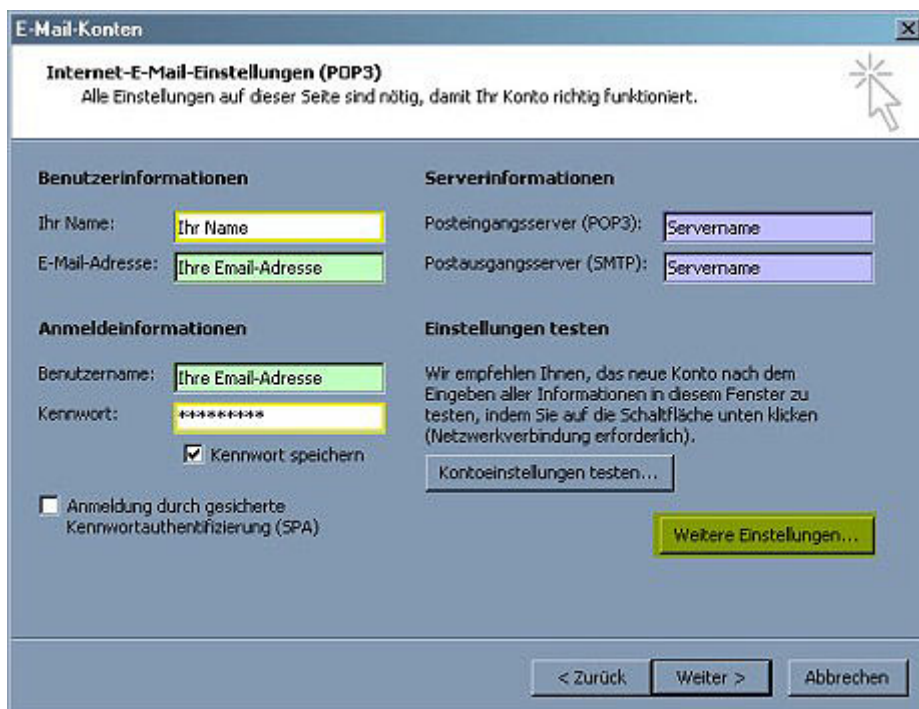 E-Mail-Konten
Internet-E-Mail-Einstellungen (POP3)
Alle Einstellungen auf dieser Seite sind nötig, damit Ihr Konto richtig funktioniert.
Benutzerinformationen
Ihr Name: Ihr Name
E-Mail-Adresse: Ihre Email-Adresse
Serverinformationen
Posteingangsserver (POP3): Servername
Postausgangsserver (SMTP): Servername
Anmeldeinformationen
Benutzername: Ihre Email-Adresse
Kennwort: *********
Kennwort speichern
Anmeldung durch gesicherte
Kennwortauthentifizierung (SPA)
Einstellungen testen
Wir empfehlen Ihnen, das neue Konto nach dem
Eingeben aller Informationen in diesem Fenster zu
testen, indem Sie auf die Schaltfläche unten klicken
(Netzwerkverbindung erforderlich).
Kontoeinstellungen testen...
Weitere Einstellungen...
< Zurück
Weiter >
Abbrechen